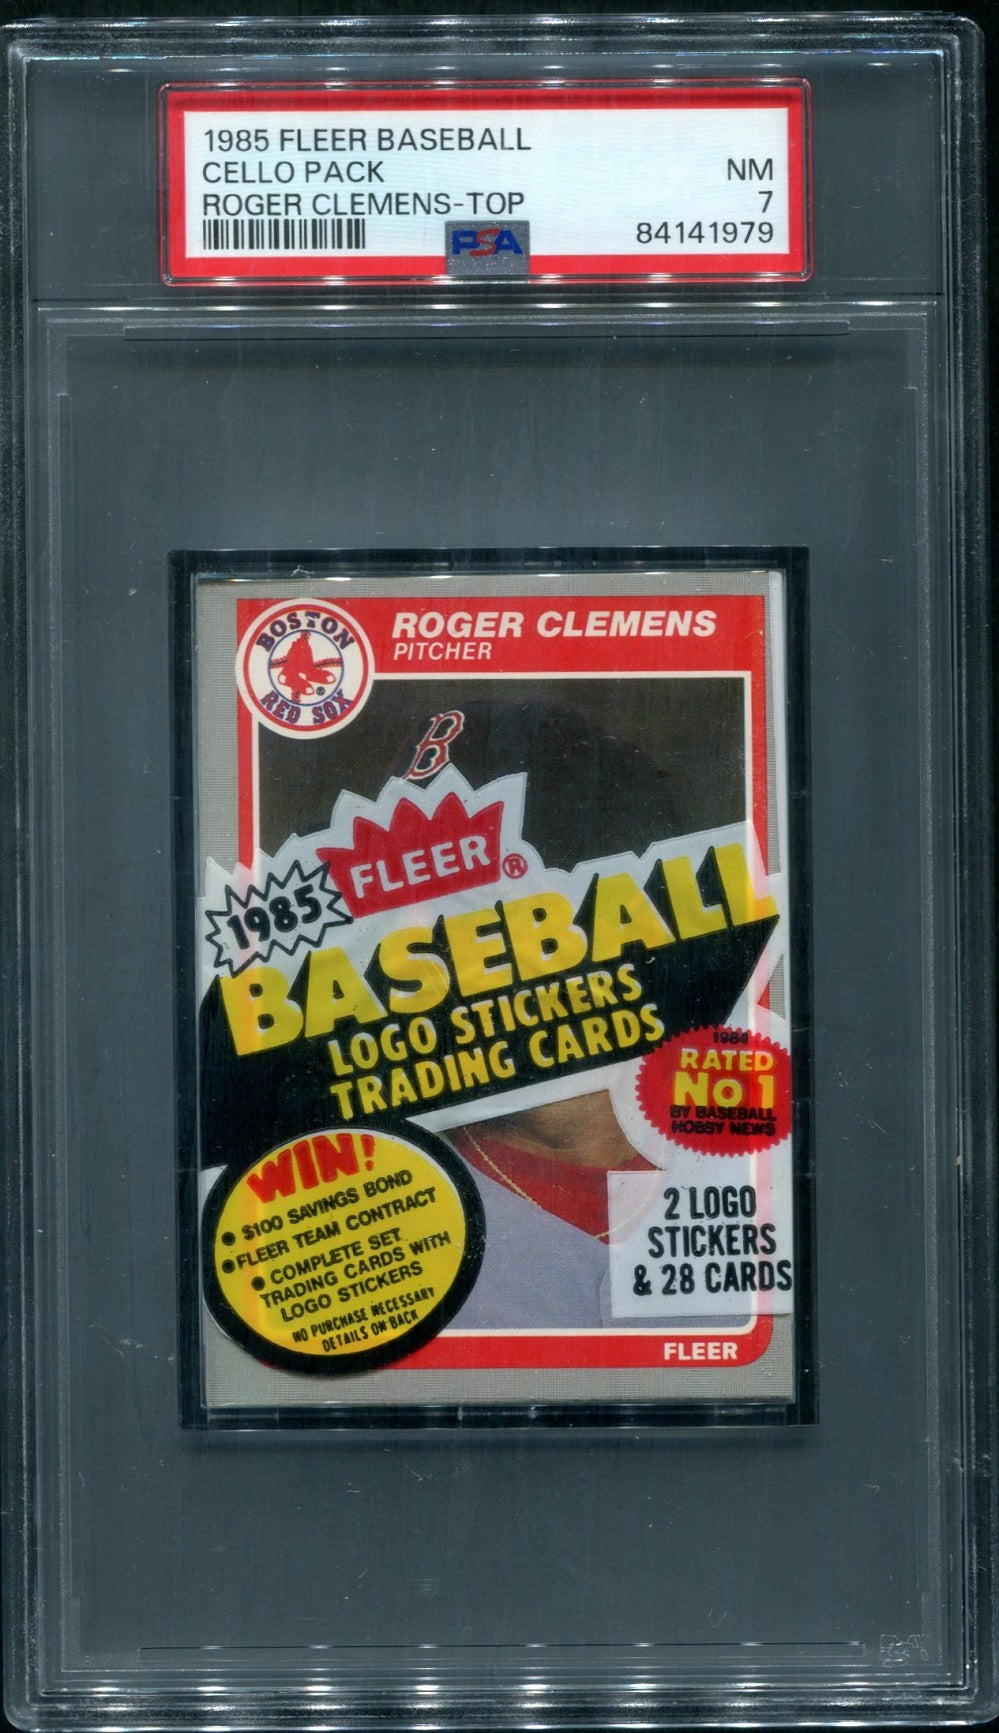 1985 FLEER BASEBALL
CELLO PACK
NM
ROGER CLEMENS-TOP
7
PSA
84141979
BOSTON
RED SOX
®
ROGER CLEMENS
PITCHER
B
FLEER®
1985
BASEBALL
LOGO STICKERS
TRADING CARDS
1984
RATED
No 1
BY BASEBALL
HOBBY NEWS
WIN!
• $100 SAVINGS BOND
• FLEER TEAM CONTRACT
• COMPLETE SET
TRADING CARDS WITH
LOGO STICKERS
NO PURCHASE NECESSARY
DETAILS ON BACK
2 LOGO
STICKERS
& 28 CARDS
FLEER